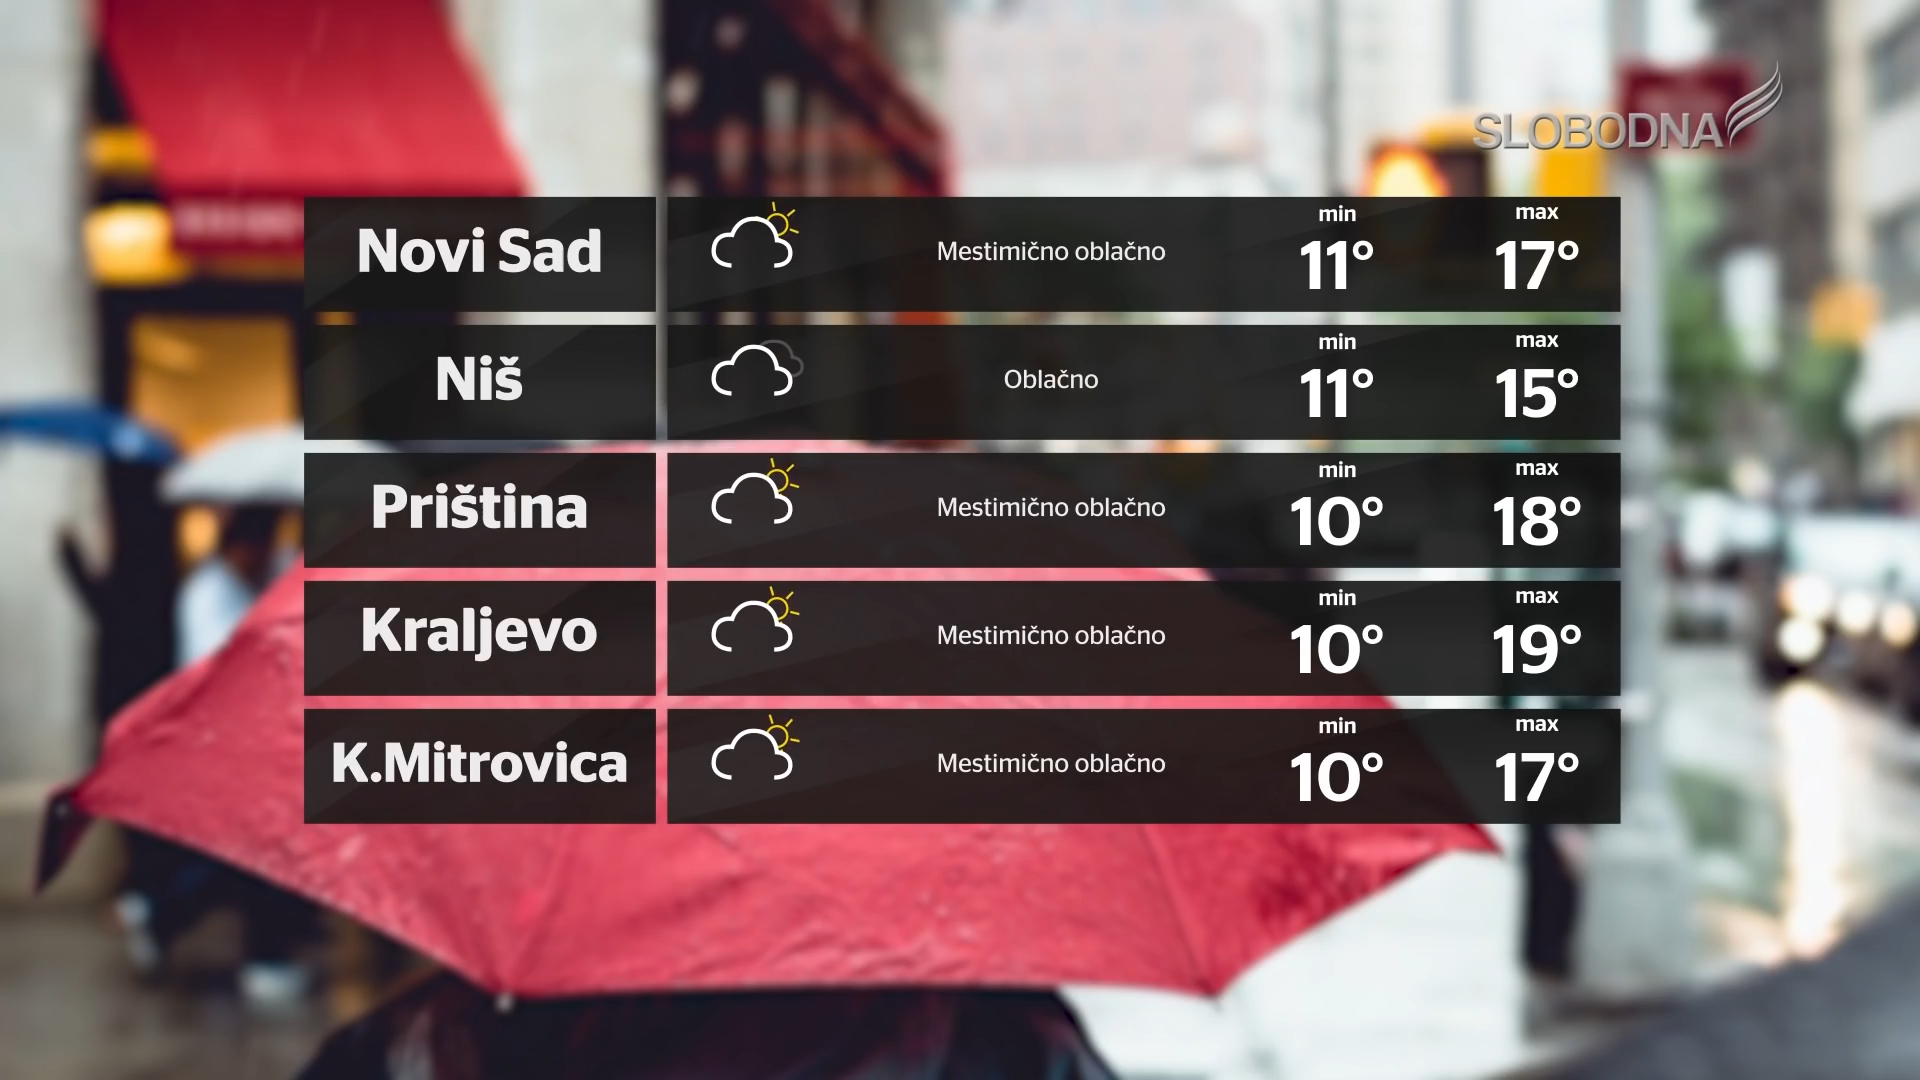 SLOBODNA
Novi Sad
Mestimično oblačno
min
11°
max
17°
Niš
Oblačno
min
11°
max
15°
Priština
Mestimično oblačno
min
10°
max
18°
Kraljevo
Mestimično oblačno
min
10°
max
19°
K.Mitrovica
Mestimično oblačno
min
10°
max
17°